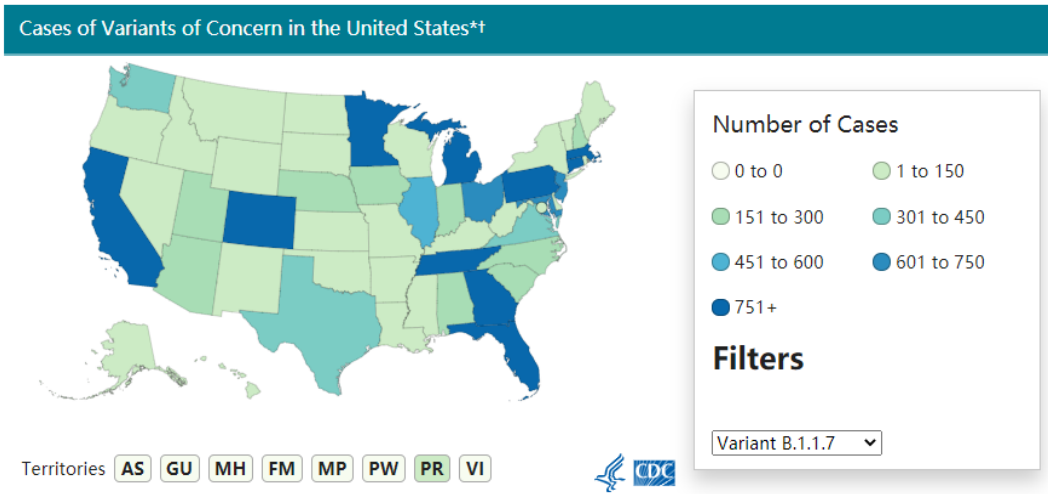 Cases of Variants of Concern in the United States*†
Number of Cases
0 to 0
1 to 150
151 to 300
301 to 450
451 to 600
601 to 750
751+
Filters
Variant B.1.1.7
Territories AS GU MH FM MP PW PR VI
CDC